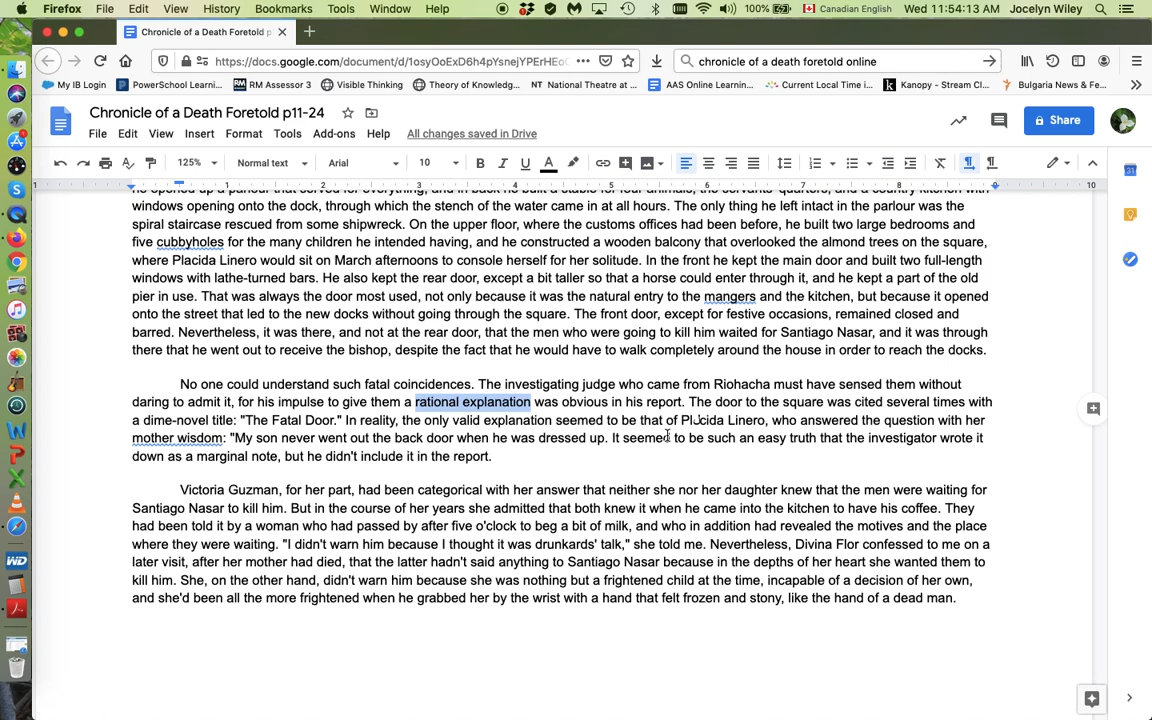 Firefox File Edit View History Bookmarks Tools Window Help 100% Canadian English Wed 11:54:13 AM Jocelyn Wiley
Chronicle of a Death Foretold p
https://docs.google.com/document/d/1osyOoExD6h4pYsnejYPErHEo chronicle of a death foretold online
My IB Login PowerSchool Learni... RM Assessor 3 Visible Thinking Theory of Knowledg... NT National Theatre at ... AAS Online Learnin... Current Local Time i... Kanopy - Stream Cl... Bulgaria News & Fe...
Chronicle of a Death Foretold p11-24
File Edit View Insert Format Tools Add-ons Help All changes saved in Drive
Share
125% Normal text Arial 10
1 1 2 3 4 5 6 7 8 9 10
windows opening onto the dock, through which the stench of the water came in at all hours. The only thing he left intact in the parlour was the
spiral staircase rescued from some shipwreck. On the upper floor, where the customs offices had been before, he built two large bedrooms and
five cubbyholes for the many children he intended having, and he constructed a wooden balcony that overlooked the almond trees on the square,
where Placida Linero would sit on March afternoons to console herself for her solitude. In the front he kept the main door and built two full-length
windows with lathe-turned bars. He also kept the rear door, except a bit taller so that a horse could enter through it, and he kept a part of the old
pier in use. That was always the door most used, not only because it was the natural entry to the mangers and the kitchen, but because it opened
onto the street that led to the new docks without going through the square. The front door, except for festive occasions, remained closed and
barred. Nevertheless, it was there, and not at the rear door, that the men who were going to kill him waited for Santiago Nasar, and it was through
there that he went out to receive the bishop, despite the fact that he would have to walk completely around the house in order to reach the docks.
No one could understand such fatal coincidences. The investigating judge who came from Riohacha must have sensed them without
daring to admit it, for his impulse to give them a rational explanation was obvious in his report. The door to the square was cited several times with
a dime-novel title: "The Fatal Door." In reality, the only valid explanation seemed to be that of Placida Linero, who answered the question with her
mother wisdom: "My son never went out the back door when he was dressed up. It seemed to be such an easy truth that the investigator wrote it
down as a marginal note, but he didn't include it in the report.
Victoria Guzman, for her part, had been categorical with her answer that neither she nor her daughter knew that the men were waiting for
Santiago Nasar to kill him. But in the course of her years she admitted that both knew it when he came into the kitchen to have his coffee. They
had been told it by a woman who had passed by after five o'clock to beg a bit of milk, and who in addition had revealed the motives and the place
where they were waiting. "I didn't warn him because I thought it was drunkards' talk," she told me. Nevertheless, Divina Flor confessed to me on a
later visit, after her mother had died, that the latter hadn't said anything to Santiago Nasar because in the depths of her heart she wanted them to
kill him. She, on the other hand, didn't warn him because she was nothing but a frightened child at the time, incapable of a decision of her own,
and she'd been all the more frightened when he grabbed her by the wrist with a hand that felt frozen and stony, like the hand of a dead man.